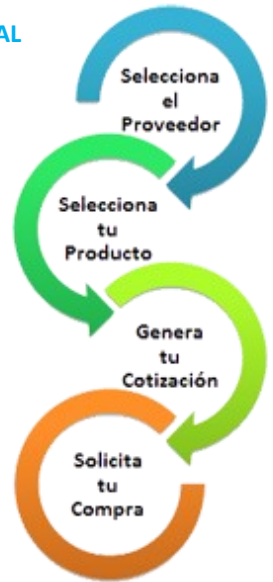 AL
Selecciona
el
Proveedor
Selecciona
tu
Producto
Genera
tu
Cotización
Solicita
tu
Compra